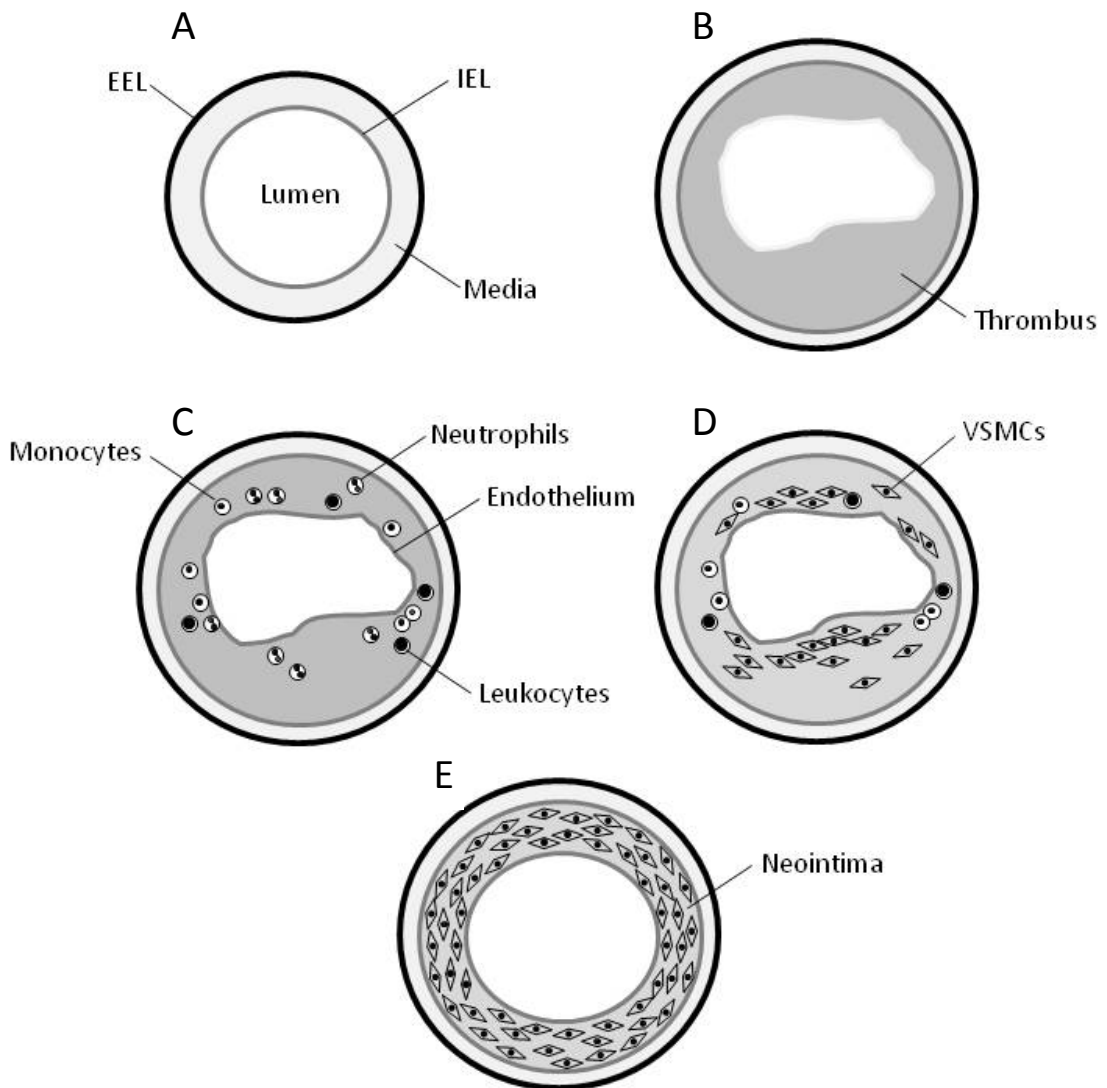 A
B
EEL
IEL
Lumen
Media
Thrombus
C
D
Monocytes
Neutrophils
VSMCs
Endothelium
Leukocytes
E
Neointima